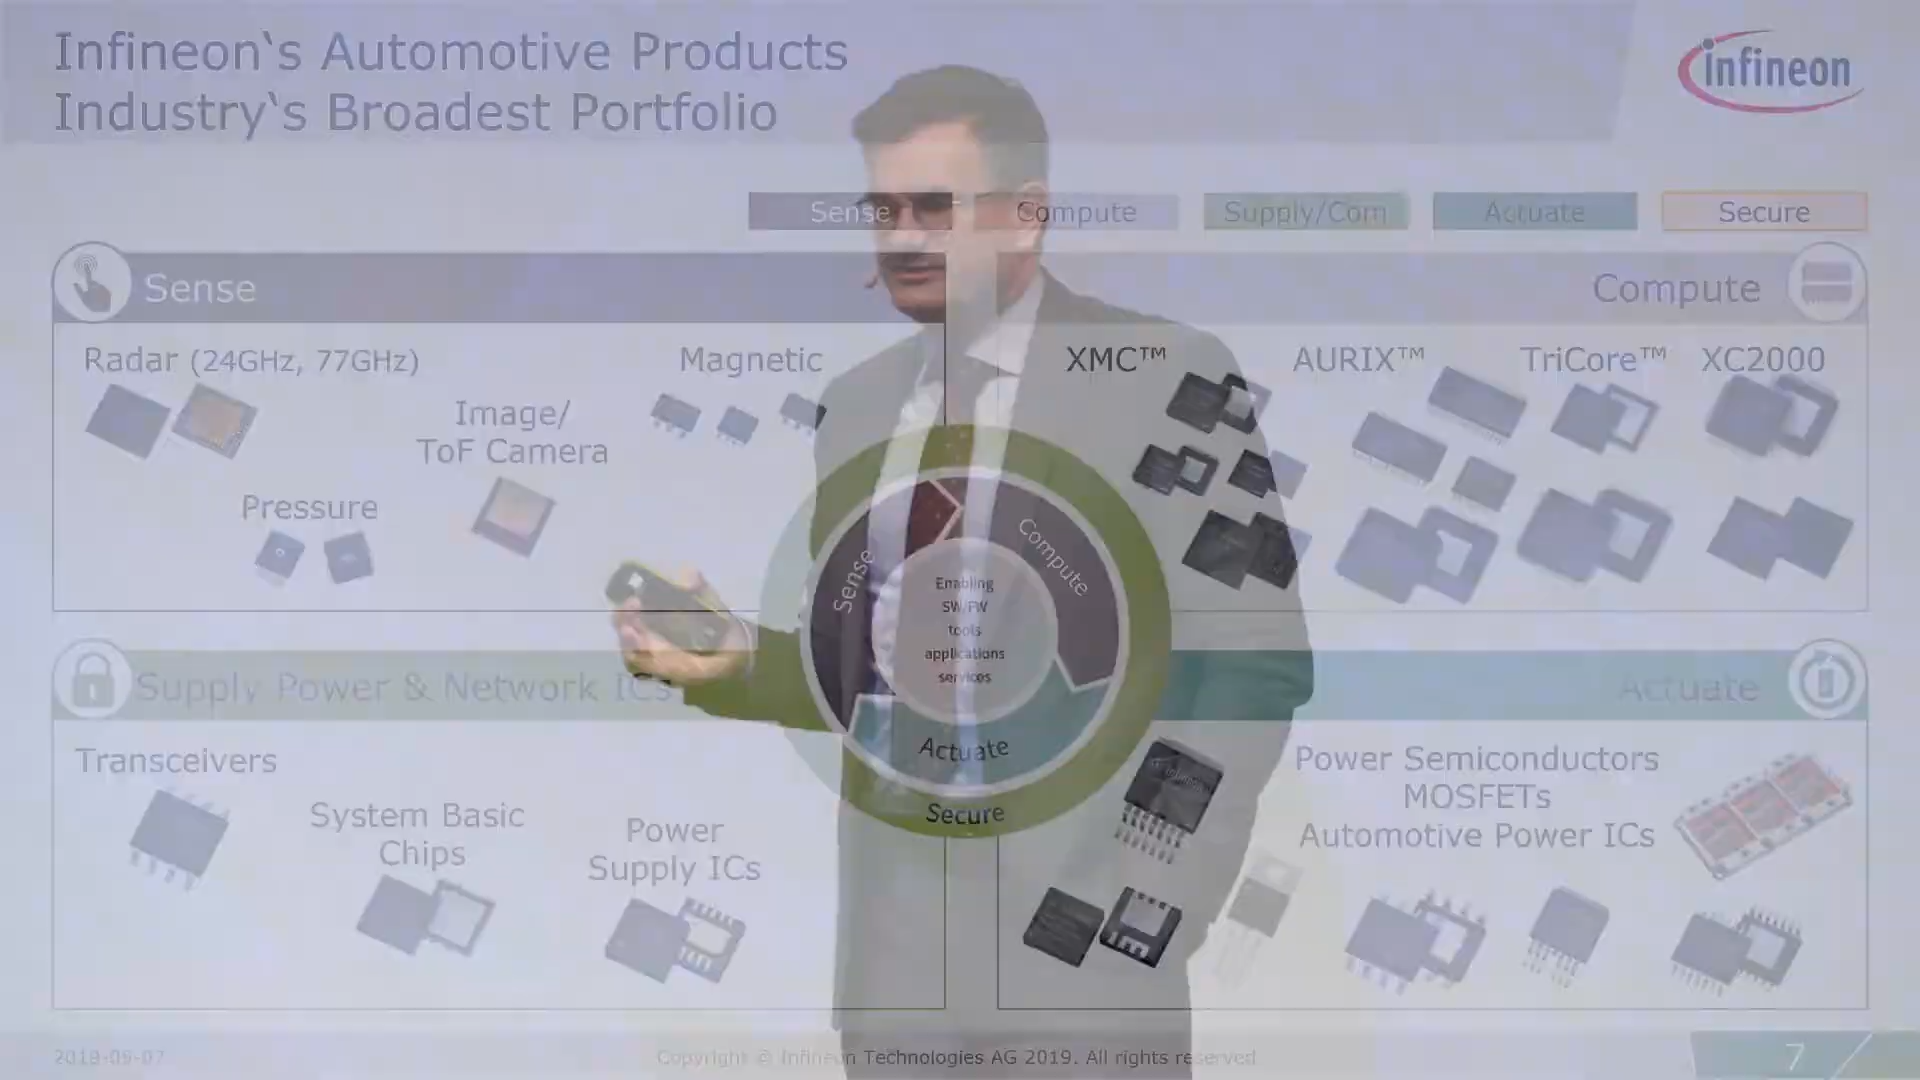 Infineon‘s Automotive Products
Industry‘s Broadest Portfolio
infineon
Sense
Compute
Supply/Com
Actuate
Secure
Sense
Compute
Radar (24GHz, 77GHz)
Magnetic
Image/
ToF Camera
Pressure
XMC™
AURIX™
TriCore™
XC2000
Sense
Compute
Enabling
SW/FW
tools
applications
services
Actuate
Secure
Supply Power & Network ICs
Actuate
Transceivers
System Basic
Chips
Power
Supply ICs
Power Semiconductors
MOSFETs
Automotive Power ICs
2019-09-07
Copyright © Infineon Technologies AG 2019. All rights reserved.
7